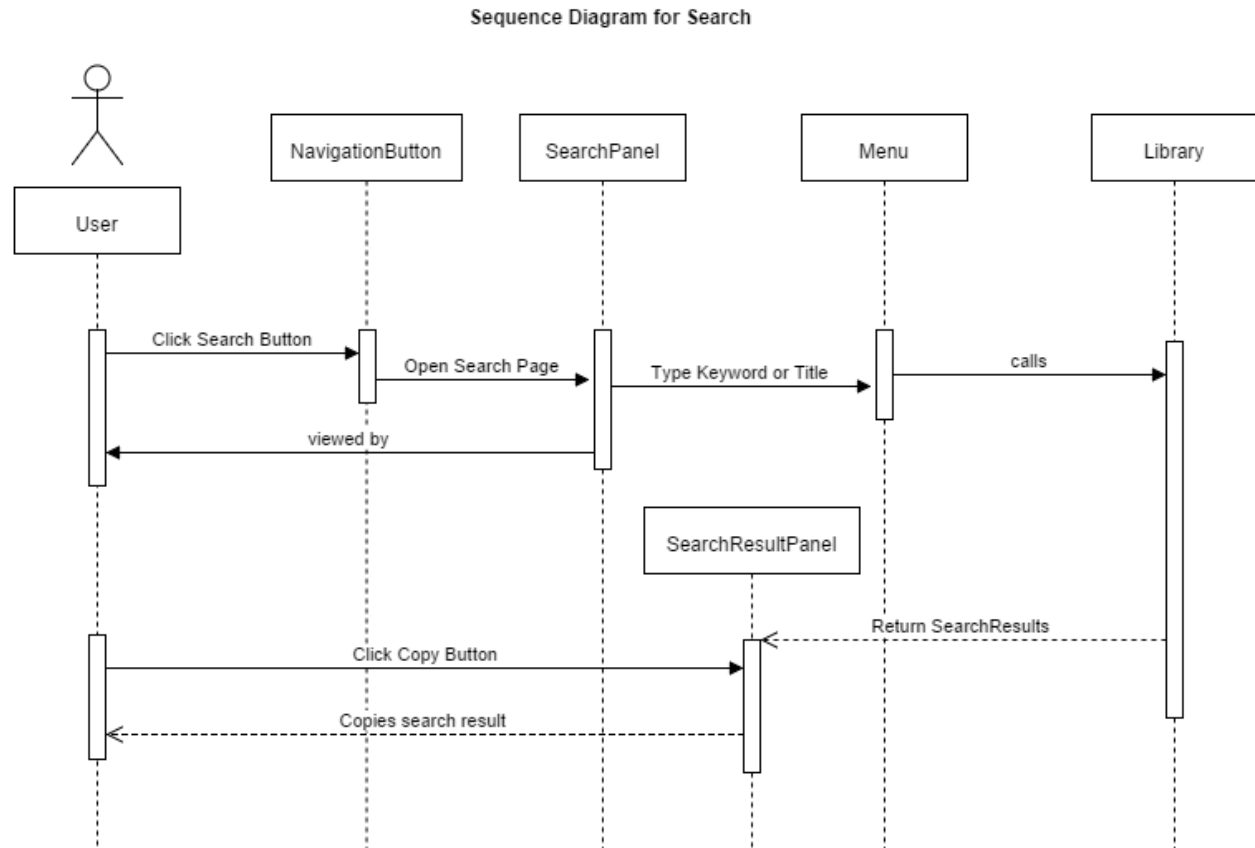 Sequence Diagram for Search
NavigationButton
SearchPanel
Menu
Library
User
Click Search Button
Open Search Page
Type Keyword or Title
calls
viewed by
SearchResultPanel
Return SearchResults
Click Copy Button
Copies search result